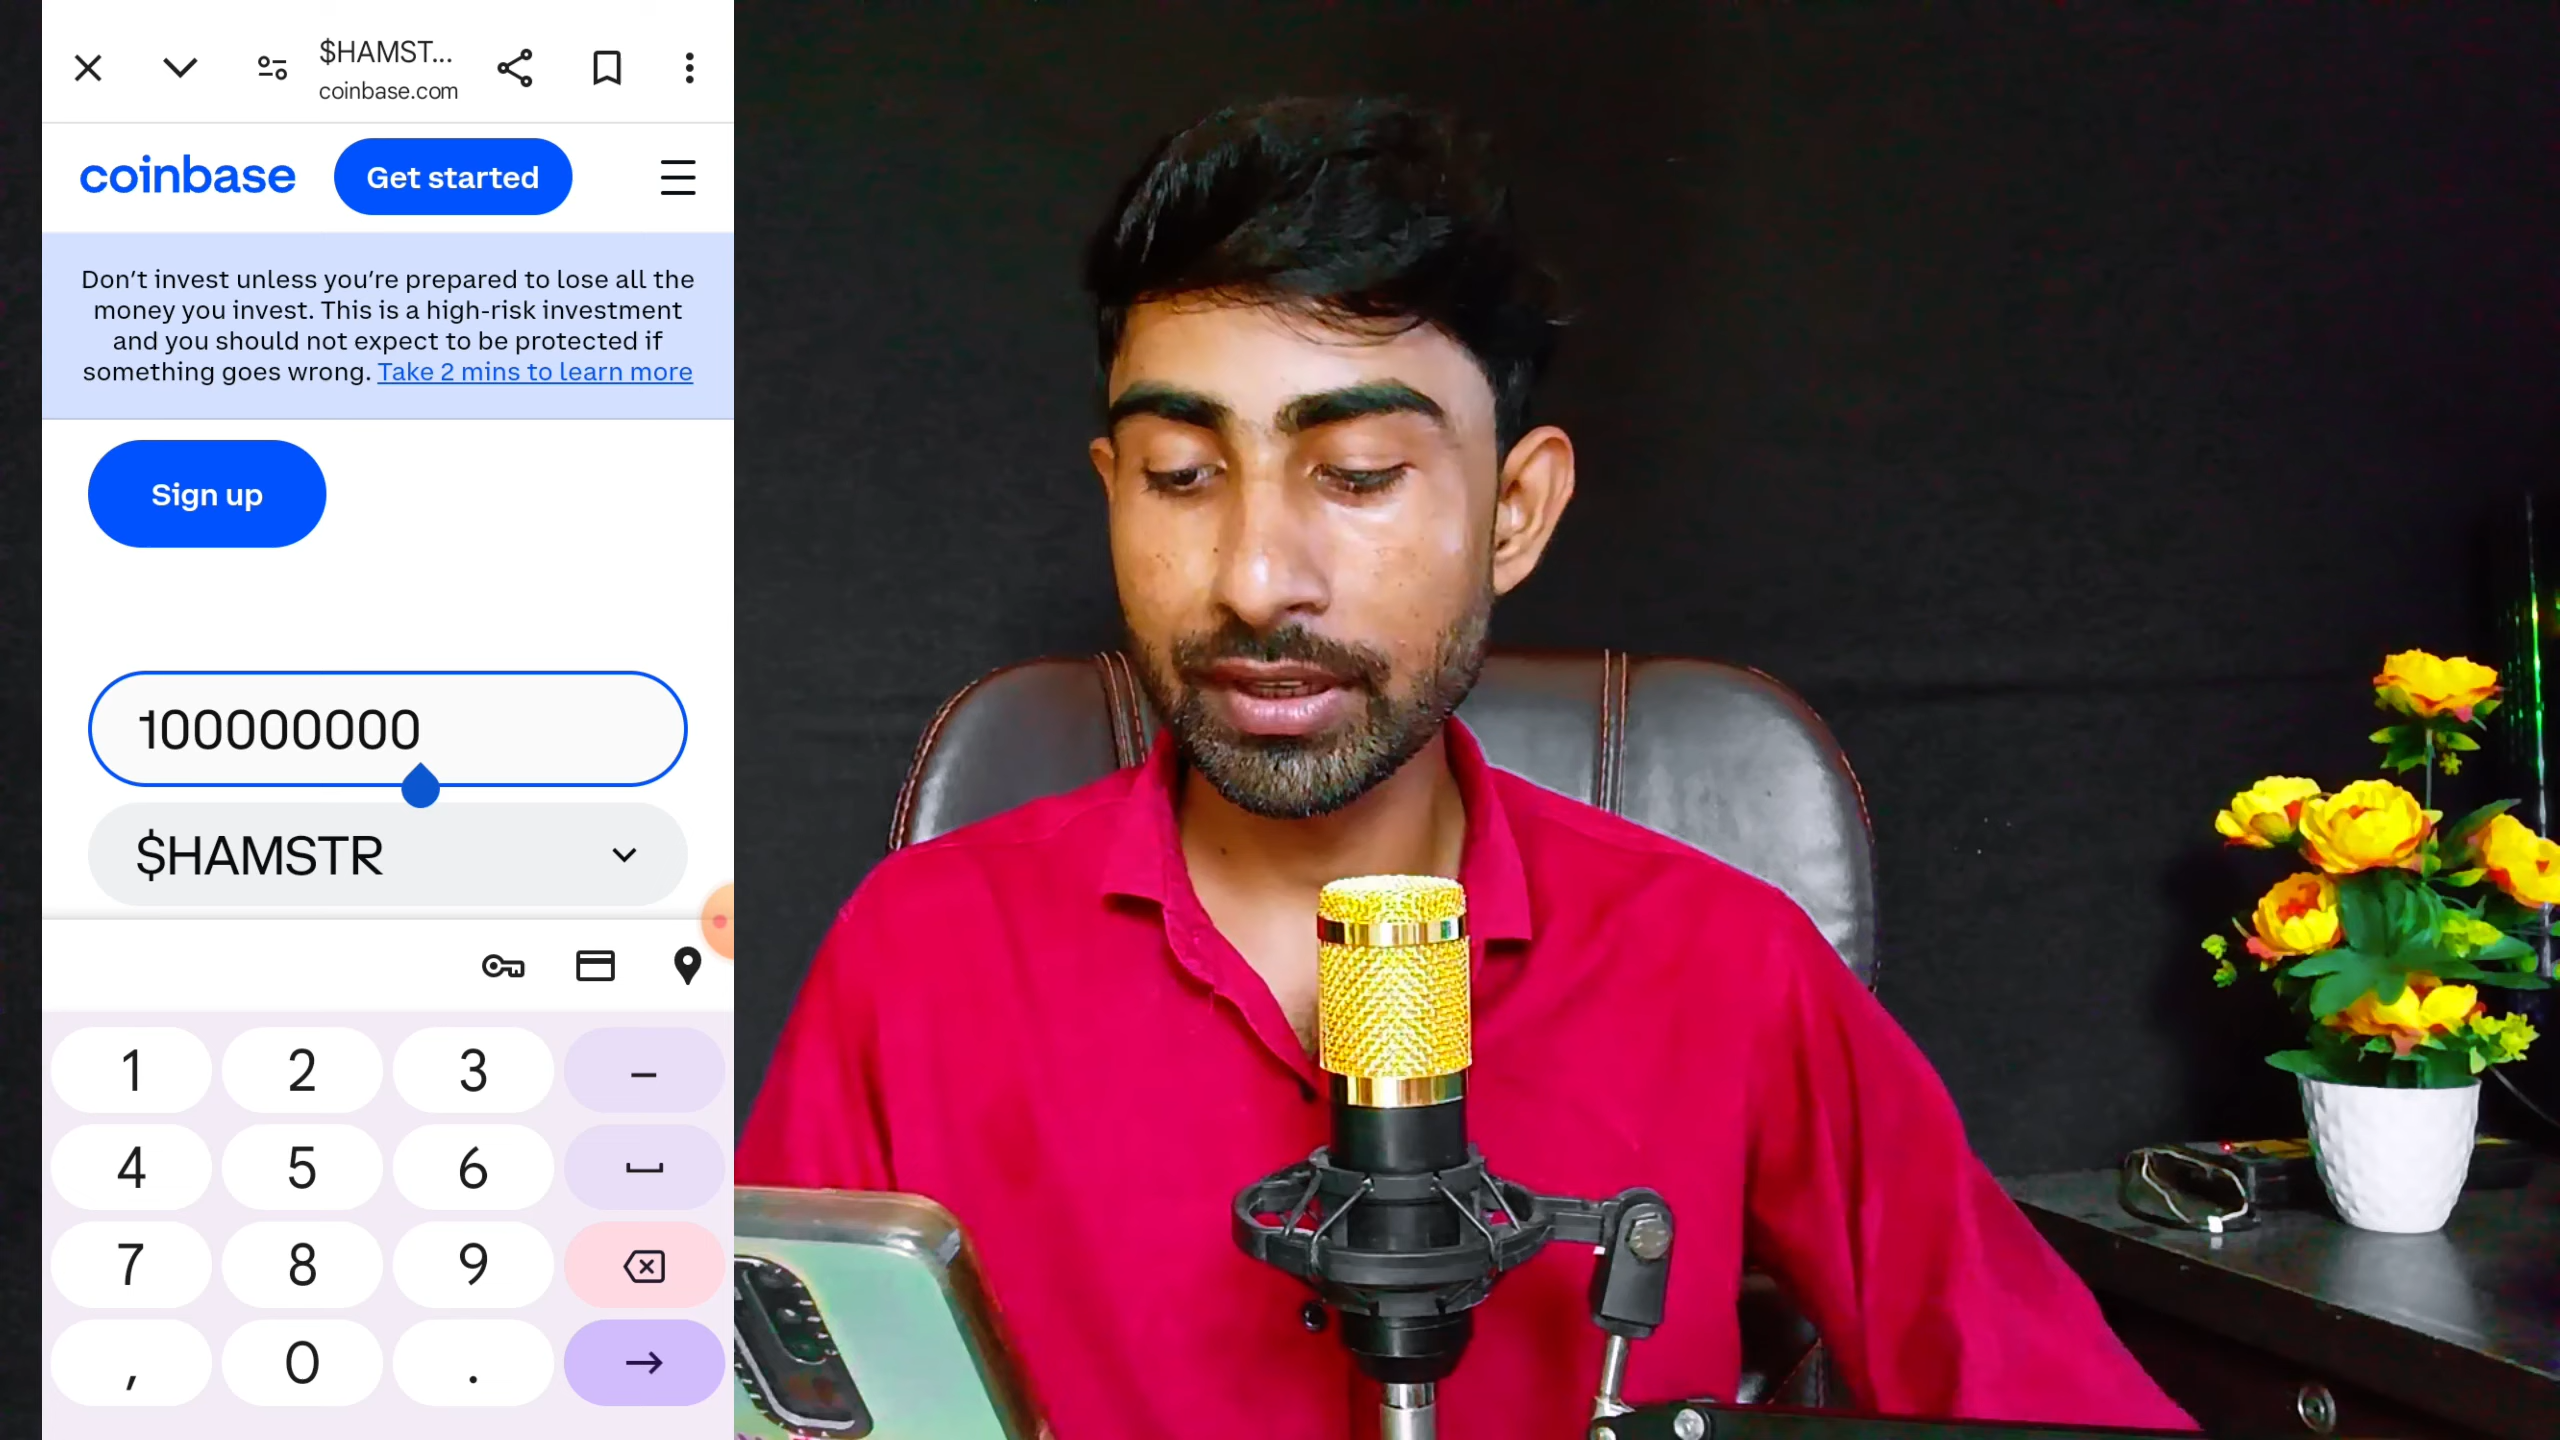 $HAMST...
coinbase.com
coinbase
Get started
Don't invest unless you're prepared to lose all the
money you invest. This is a high-risk investment
and you should not expect to be protected if
something goes wrong. Take 2 mins to learn more
Sign up
100000000
$HAMSTR
1 2 3 –
4 5 6
7 8 9
, 0 .